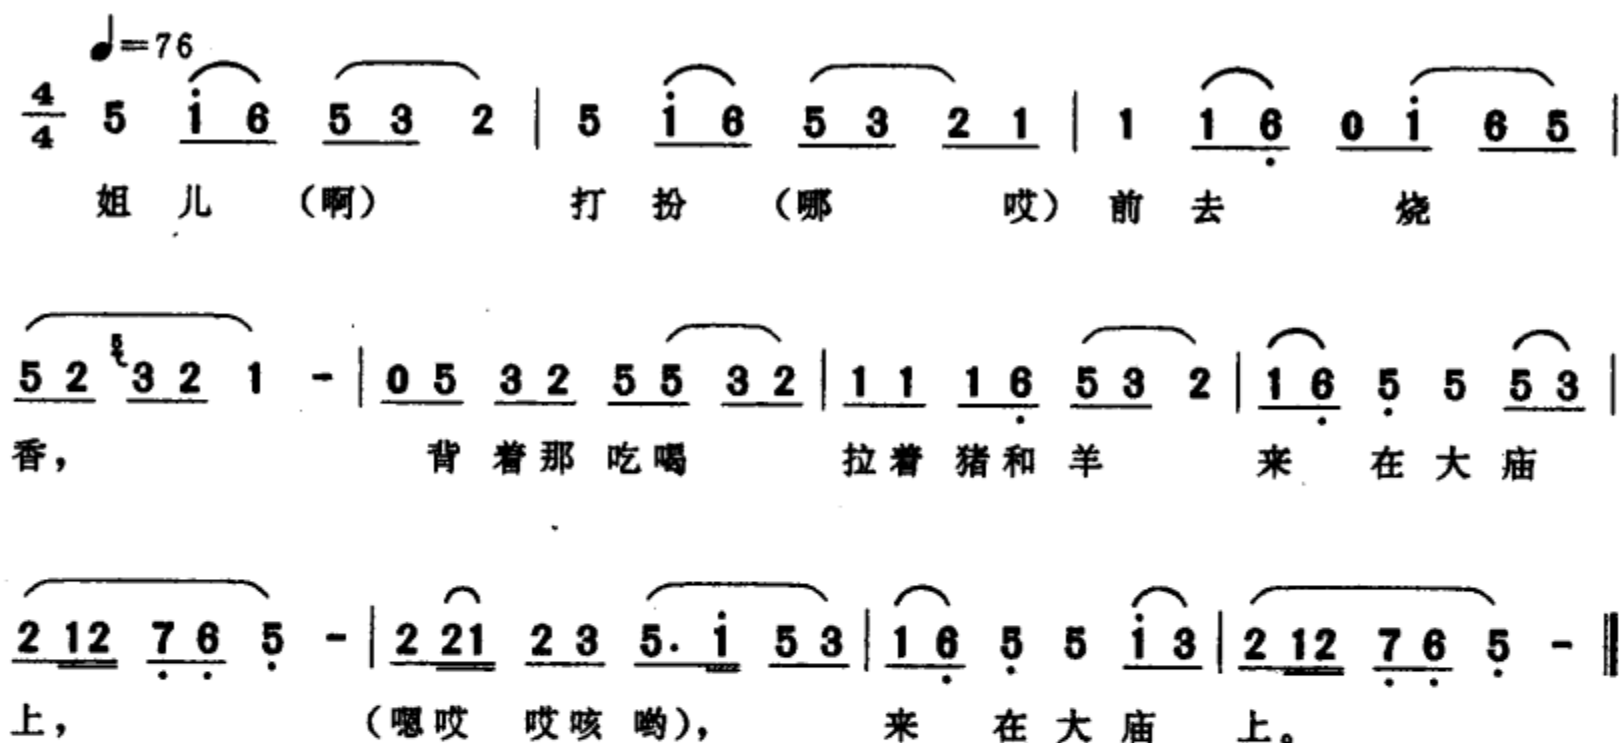 ♩=76
4/4 5 i̇ 6 5 3 2 | 5 i̇ 6 5 3 2 1 | 1 1 6̣ 0 i̇ 6 5 |
姐 儿 （啊） 打 扮 （哪 哎） 前 去 烧
5 2 3 2 1 - | 0 5 3 2 5 5 3 2 | 1 1 1 6̣ 5 3 2 | 1 6̣ 5̣ 5 5 3 |
香， 背 着 那 吃 喝 拉 着 猪 和 羊 来 在 大 庙
2 12 7̣ 6̣ 5̣ - | 2 21 2 3 5. i̇ 5 3 | 1 6̣ 5̣ 5 i̇ 3 | 2 12 7̣ 6̣ 5̣ - ‖
上， （嗯 哎 哎 咳 哟）， 来 在 大 庙 上。